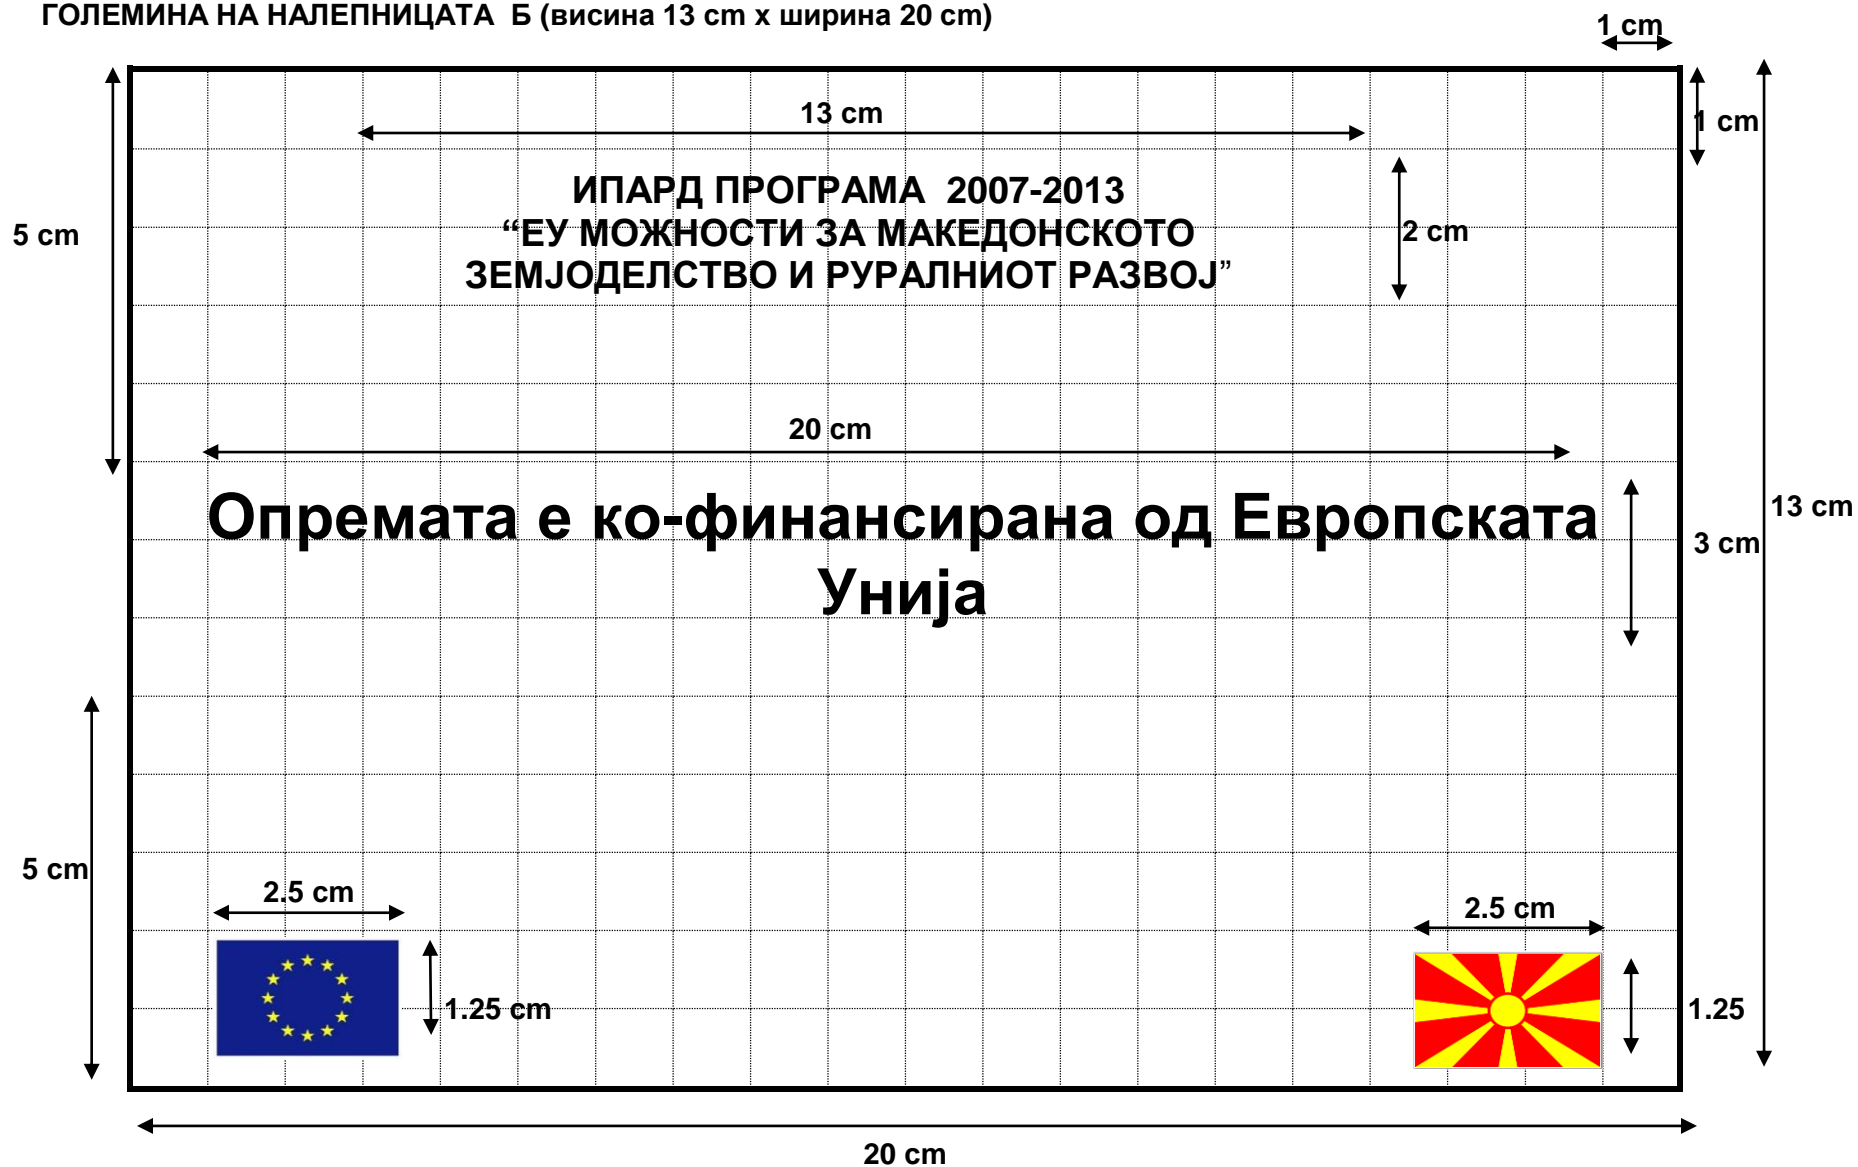 ГОЛЕМИНА НА НАЛЕПНИЦАТА Б (висина 13 cm x ширина 20 cm)
1 cm
13 cm
1 cm
ИПАРД ПРОГРАМА 2007-2013
“ЕУ МОЖНОСТИ ЗА МАКЕДОНСКОТО
ЗЕМЈОДЕЛСТВО И РУРАЛНИОТ РАЗВОЈ”
5 cm
2 cm
20 cm
Опремата е ко-финансирана од Европската
Унија
13 cm
3 cm
5 cm
2.5 cm
2.5 cm
1.25 cm
1.25
20 cm